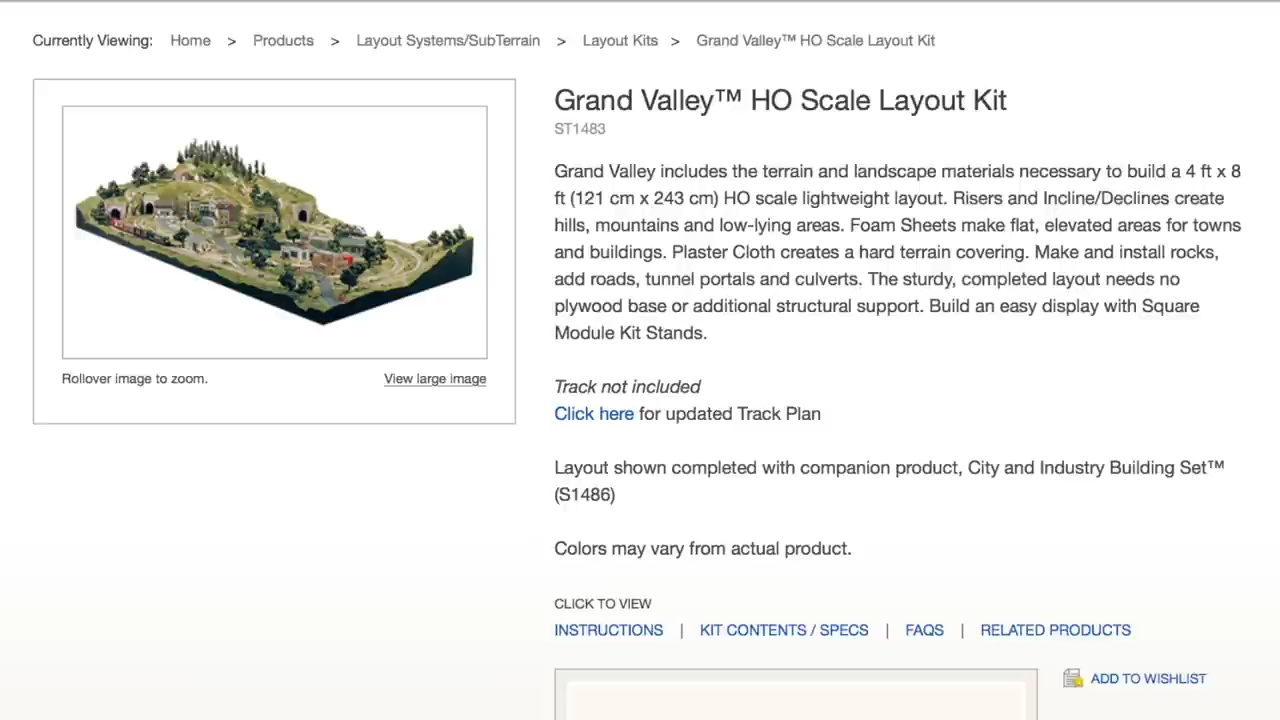 Currently Viewing: Home > Products > Layout Systems/SubTerrain > Layout Kits > Grand Valley™ HO Scale Layout Kit
Grand Valley™ HO Scale Layout Kit
ST1483
Grand Valley includes the terrain and landscape materials necessary to build a 4 ft x 8
ft (121 cm x 243 cm) HO scale lightweight layout. Risers and Incline/Declines create
hills, mountains and low-lying areas. Foam Sheets make flat, elevated areas for towns
and buildings. Plaster Cloth creates a hard terrain covering. Make and install rocks,
add roads, tunnel portals and culverts. The sturdy, completed layout needs no
plywood base or additional structural support. Build an easy display with Square
Module Kit Stands.
Rollover image to zoom. View large image
Track not included
Click here for updated Track Plan
Layout shown completed with companion product, City and Industry Building Set™
(S1486)
Colors may vary from actual product.
CLICK TO VIEW
INSTRUCTIONS | KIT CONTENTS / SPECS | FAQS | RELATED PRODUCTS
ADD TO WISHLIST